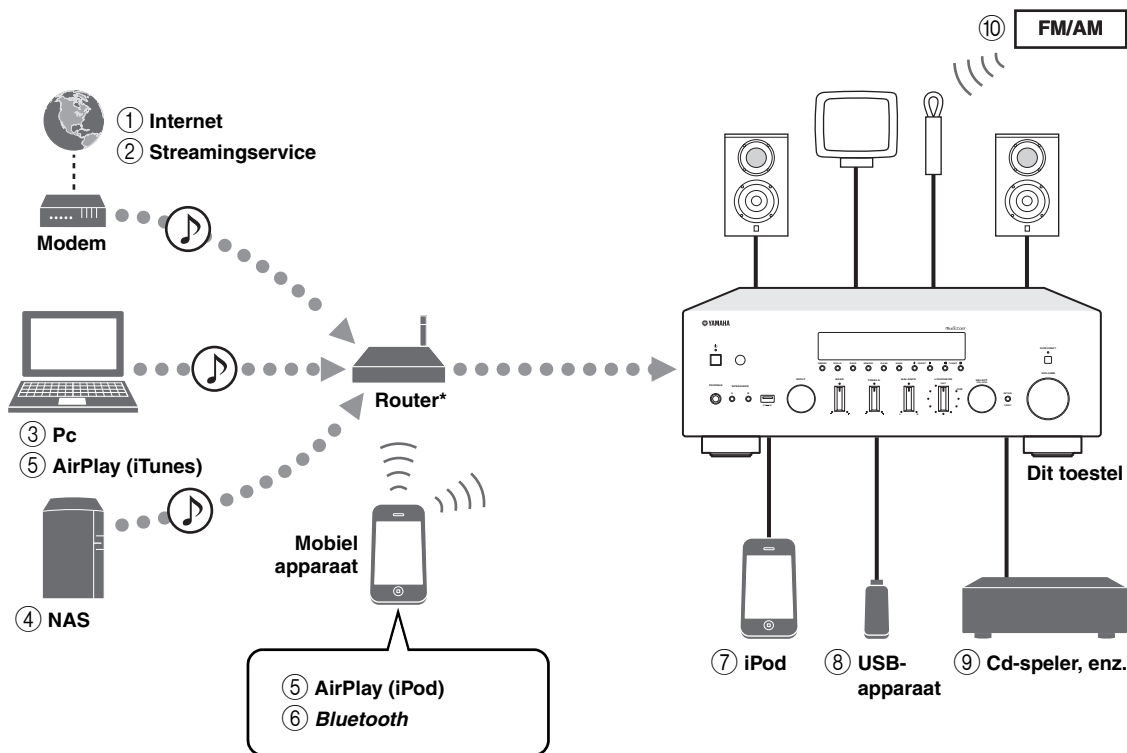 ⑩ FM/AM
① Internet
② Streamingservice
Modem
YAMAHA
Router*
③ Pc
⑤ AirPlay (iTunes)
Dit toestel
Mobiel
apparaat
④ NAS
⑤ AirPlay (iPod)
⑥ Bluetooth
⑦ iPod
⑧ USB-
apparaat
⑨ Cd-speler, enz.